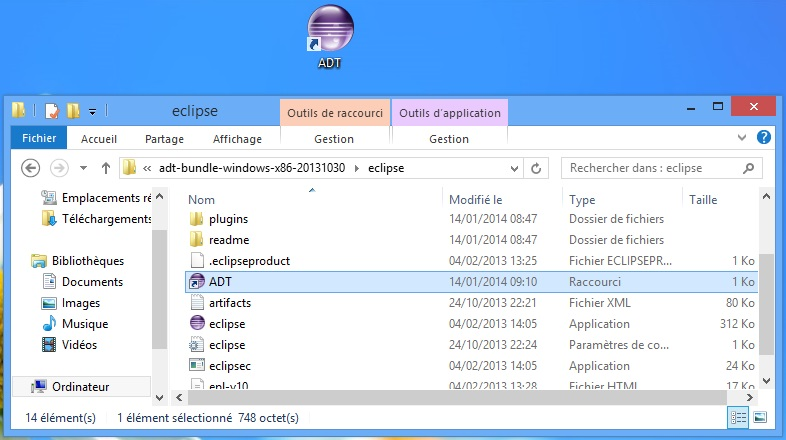 ADT
eclipse
Outils de raccourci
Outils d'application
Fichier
Accueil
Partage
Affichage
Gestion
Gestion
« adt-bundle-windows-x86-20131030 eclipse
Rechercher dans : eclipse
Emplacements ré
Téléchargements
Bibliothèques
Documents
Images
Musique
Vidéos
Ordinateur
Nom Modifié le Type Taille
plugins 14/01/2014 08:47 Dossier de fichiers
readme 14/01/2014 08:47 Dossier de fichiers
.eclipseproduct 04/02/2013 13:25 Fichier ECLIPSEPR... 1 Ko
ADT 14/01/2014 09:10 Raccourci 1 Ko
artifacts 24/10/2013 22:21 Fichier XML 80 Ko
eclipse 04/02/2013 14:05 Application 312 Ko
eclipse 24/10/2013 22:24 Paramètres de co... 1 Ko
eclipsec 04/02/2013 14:05 Application 24 Ko
epl-v10 04/02/2013 13:28 Fichier HTML 17 Ko
14 élément(s) 1 élément sélectionné 748 octet(s)